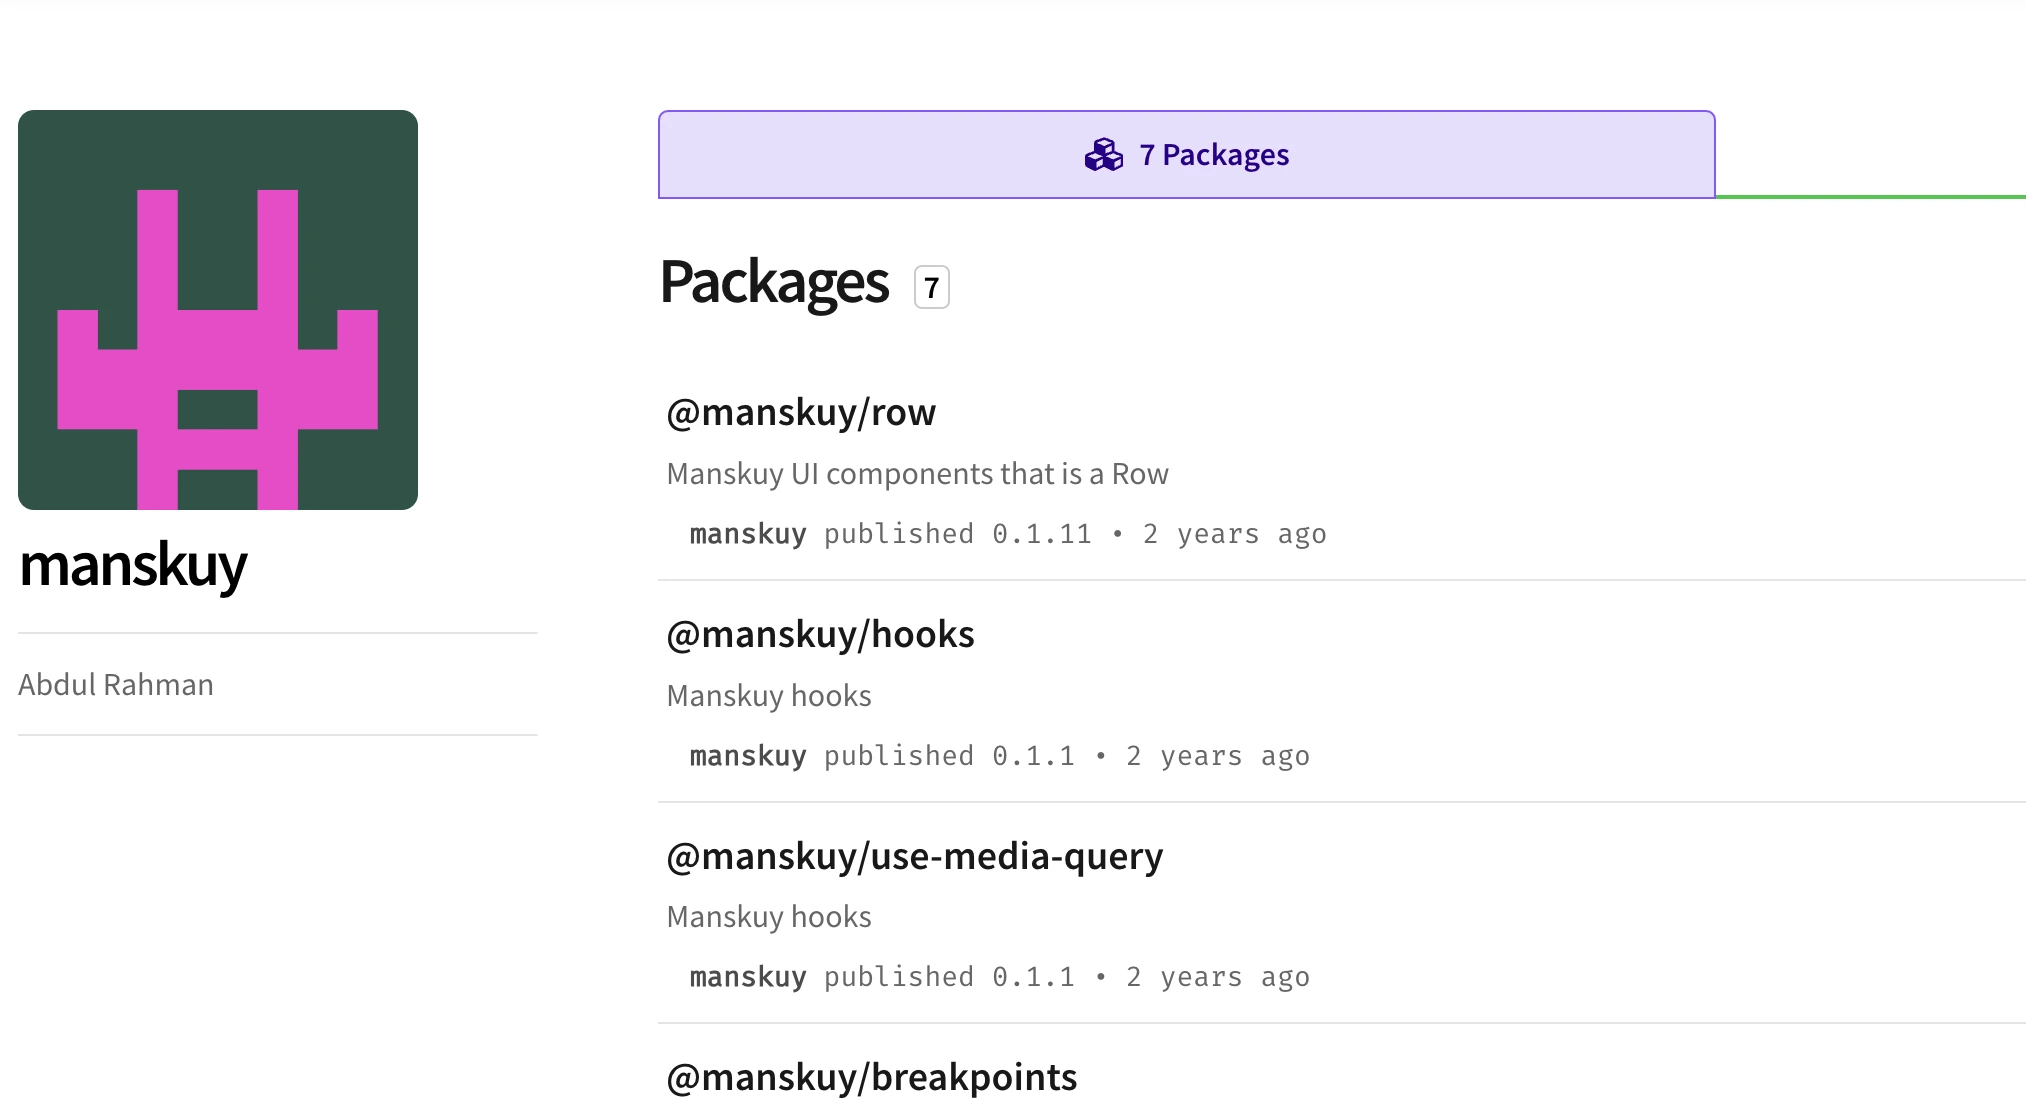 manskuy
Abdul Rahman
7 Packages
Packages 7
@manskuy/row
Manskuy UI components that is a Row
manskuy published 0.1.11 • 2 years ago
@manskuy/hooks
Manskuy hooks
manskuy published 0.1.1 • 2 years ago
@manskuy/use-media-query
Manskuy hooks
manskuy published 0.1.1 • 2 years ago
@manskuy/breakpoints